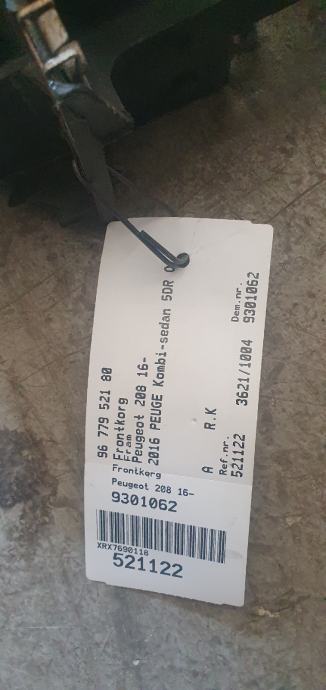 96 779 521 80
Frontkorg
Fram
Peugeot 208 16-
2016 PEUGE Kombi-sedan 5DR
A R.K
Ref.nr. Dem.nr.
521122 3621/1004 9301062
Frontkorg
Peugeot 208 16-
9301062
XRX7690118
521122